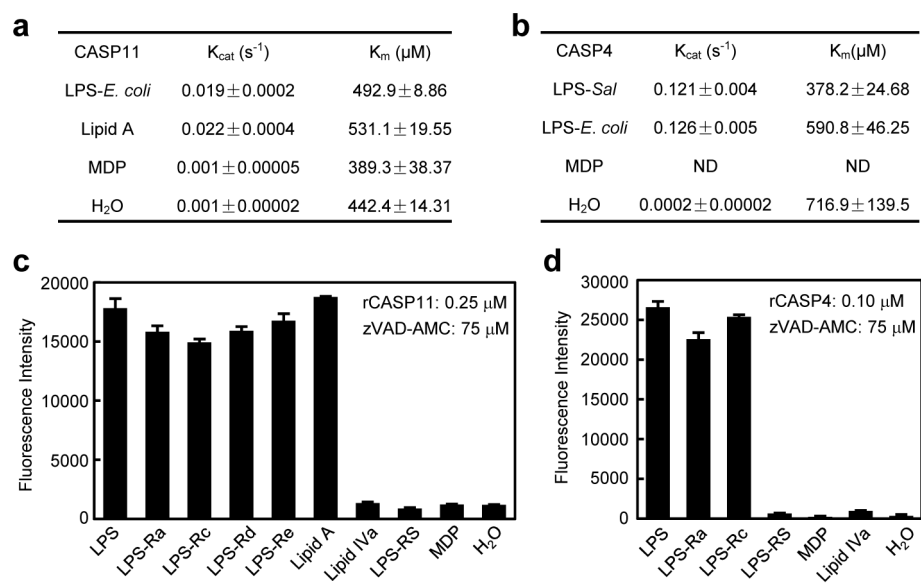 a
CASP11 Kcat (s⁻¹) Km (µM)
LPS-E. coli 0.019±0.0002 492.9±8.86
Lipid A 0.022±0.0004 531.1±19.55
MDP 0.001±0.00005 389.3±38.37
H₂O 0.001±0.00002 442.4±14.31
b
CASP4 Kcat (s⁻¹) Km(µM)
LPS-Sal 0.121±0.004 378.2±24.68
LPS-E. coli 0.126±0.005 590.8±46.25
MDP ND ND
H₂O 0.0002±0.00002 716.9±139.5
c
Fluorescence Intensity
20000
15000
10000
5000
0
rCASP11: 0.25 µM
zVAD-AMC: 75 µM
LPS
LPS-Ra
LPS-Rc
LPS-Rd
LPS-Re
Lipid A
Lipid IVa
LPS-RS
MDP
H₂O
d
Fluorescence Intensity
30000
25000
20000
15000
10000
5000
0
rCASP4: 0.10 µM
zVAD-AMC: 75 µM
LPS
LPS-Ra
LPS-Rc
LPS-RS
MDP
Lipid IVa
H₂O